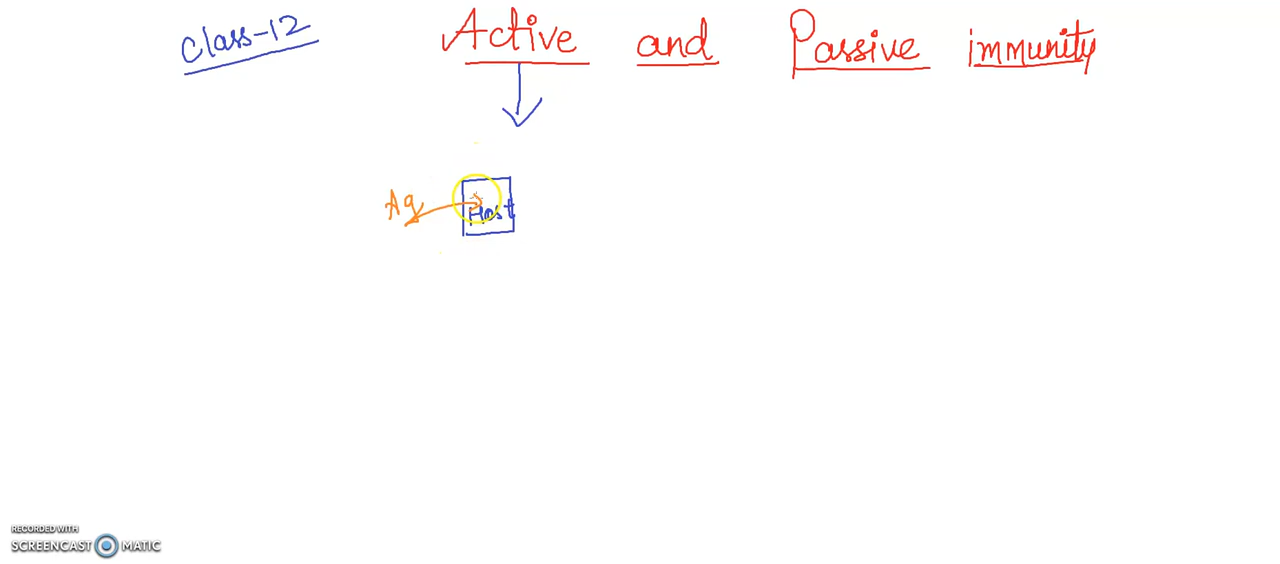 class-12
Active and Passive immunity
Ag
Host
RECORDED WITH
SCREENCAST MATIC